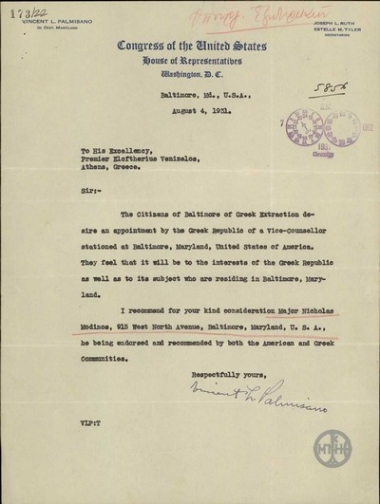 173/22
VINCENT L. PALMISANO
3D DIST. MARYLAND
JOSEPH L. RUTH
ESTELLE M. TYLER
SECRETARIES
Congress of the United States
House of Representatives
Washington, D. C.
Baltimore, Md., U.S.A.,
August 4, 1931.
To His Excellency,
Premier Eleftherius Venizelos,
Athens, Greece.
Sir:-
The Citizens of Baltimore of Greek Extraction de-
sire an appointment by the Greek Republic of a Vice-Counsellor
stationed at Baltimore, Maryland, United States of America.
They feel that it will be to the interests of the Greek Republic
as well as to its subject who are residing in Baltimore, Mary-
land.
I recommend for your kind consideration Major Nicholas
Modinos, 915 West North Avenue, Baltimore, Maryland, U. S. A.,
he being endorsed and recommended by both the American and Greek
Communities.
Respectfully yours,
Vincent L. Palmisano
VLP:T